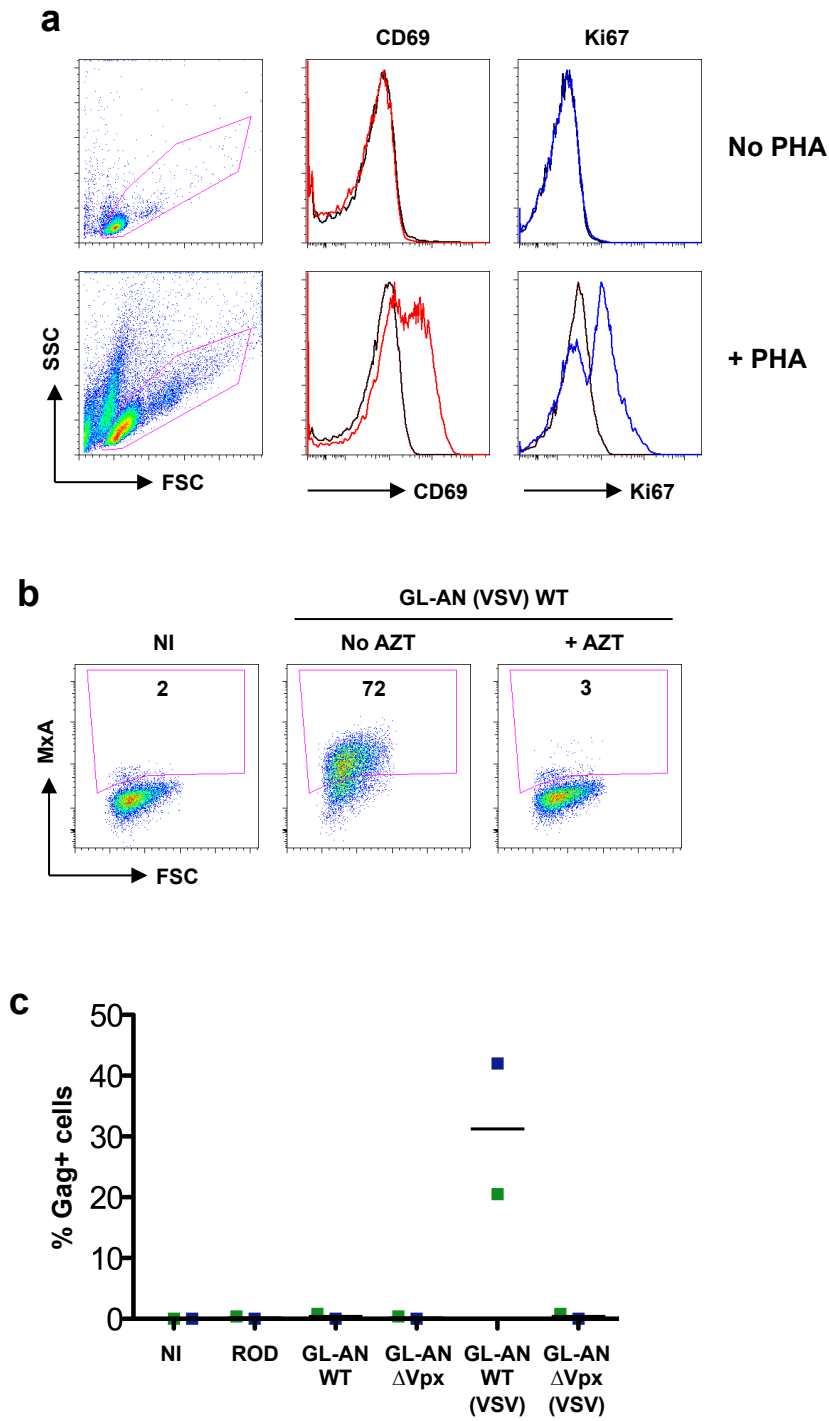 a
CD69
Ki67
No PHA
+ PHA
SSC
FSC
CD69
Ki67
b
GL-AN (VSV) WT
NI
No AZT
+ AZT
2
72
3
MxA
FSC
c
% Gag+ cells
50
40
30
20
10
0
NI
ROD
GL-AN
WT
GL-AN
∆Vpx
GL-AN
WT
(VSV)
GL-AN
∆Vpx
(VSV)